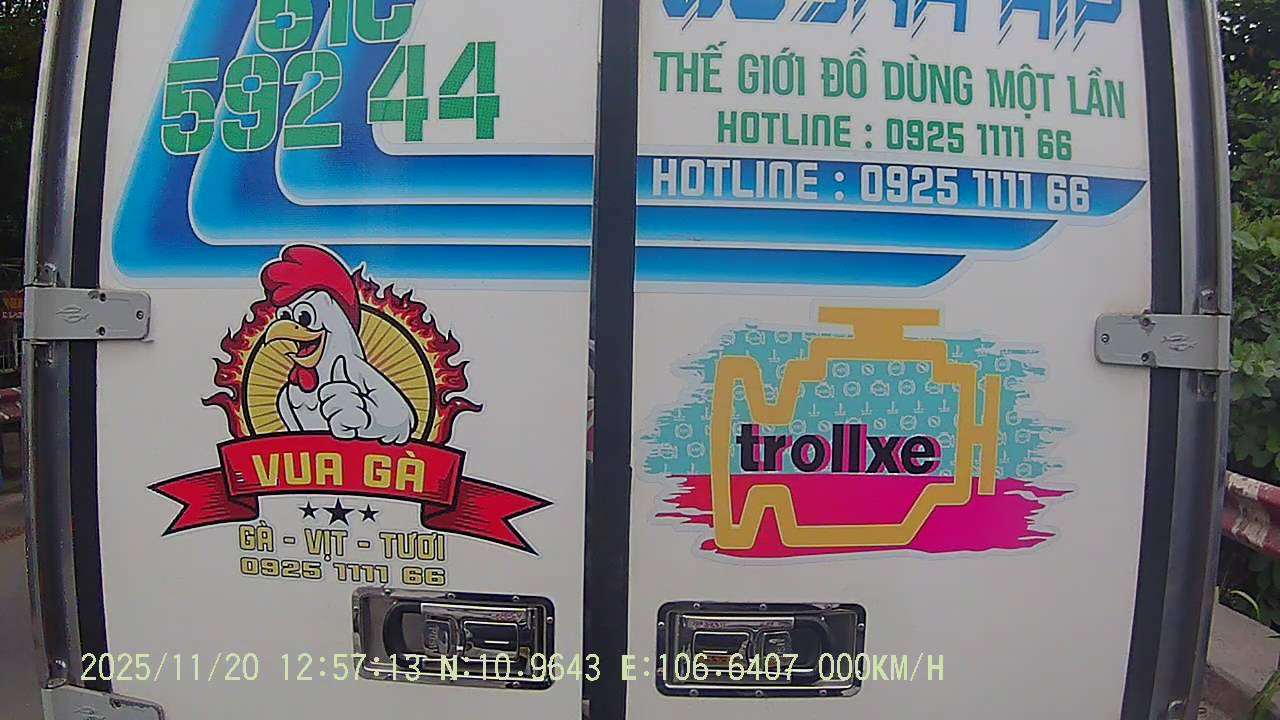 61C
592 44
THẾ GIỚI ĐỒ DÙNG MỘT LẦN
HOTLINE : 0925 1111 66
HOTLINE : 0925 1111 66
VUA GÀ
GÀ - VỊT - TƯƠI
0925 1111 66
trollxe
2025/11/20 12:57:13 N:10.9643 E:106.6407 000KM/H